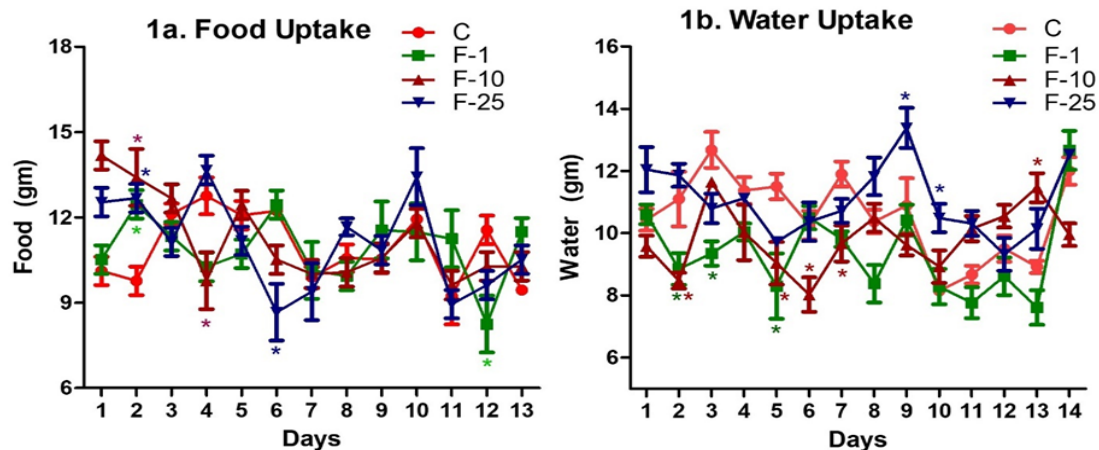 1a. Food Uptake
C
F-1
F-10
F-25
18
15
12
9
6
Food (gm)
* * * * * *
1 2 3 4 5 6 7 8 9 10 11 12 13
Days
1b. Water Uptake
C
F-1
F-10
F-25
16
14
12
10
8
6
Water (gm)
* * * * * * * * * *
1 2 3 4 5 6 7 8 9 10 11 12 13 14
Days